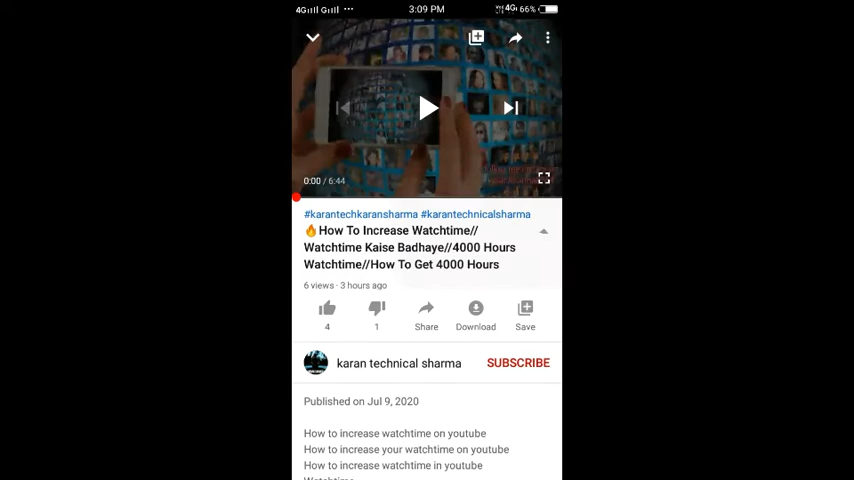 4G G ... 3:09 PM 4G 66%
0:00 / 6:44
#karantechkaransharma #karantechnicalsharma
🔥How To Increase Watchtime//
Watchtime Kaise Badhaye//4000 Hours
Watchtime//How To Get 4000 Hours
6 views · 3 hours ago
4 1 Share Download Save
karan technical sharma SUBSCRIBE
Published on Jul 9, 2020
How to increase watchtime on youtube
How to increase your watchtime on youtube
How to increase watchtime in youtube